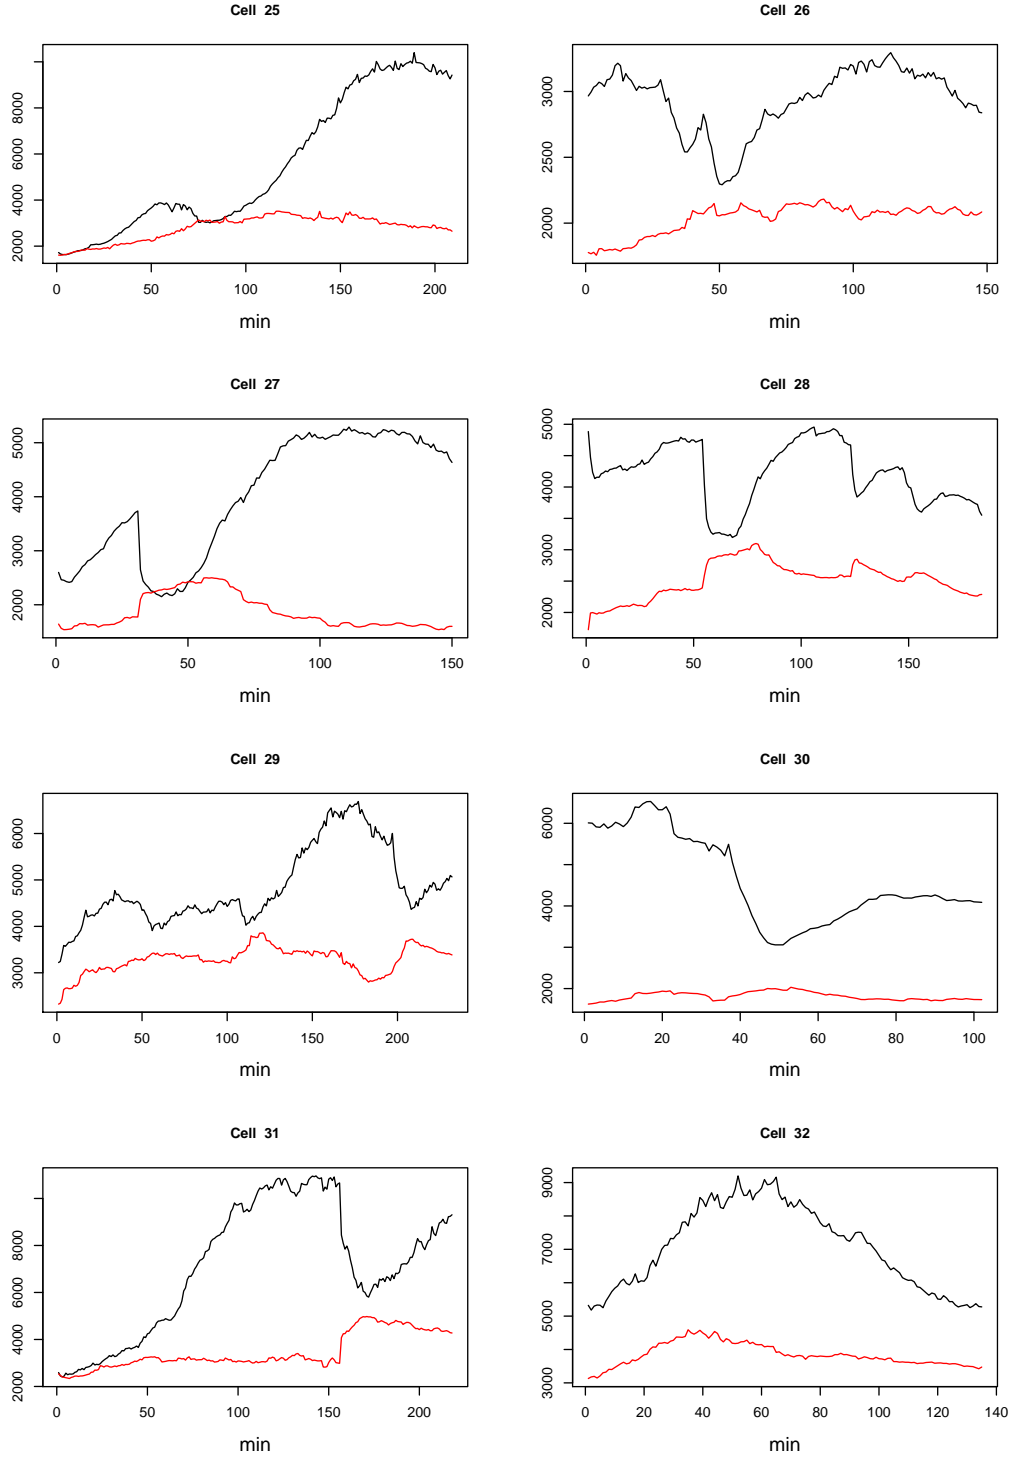 Cell 25
2000 4000 6000 8000
0 50 100 150 200
min
Cell 26
2000 2500 3000
0 50 100 150
min
Cell 27
2000 3000 4000 5000
0 50 100 150
min
Cell 28
2000 3000 4000 5000
0 50 100 150
min
Cell 29
3000 4000 5000 6000
0 50 100 150 200
min
Cell 30
2000 4000 6000
0 20 40 60 80 100
min
Cell 31
2000 4000 6000 8000
0 50 100 150 200
min
Cell 32
3000 5000 7000 9000
0 20 40 60 80 100 120 140
min